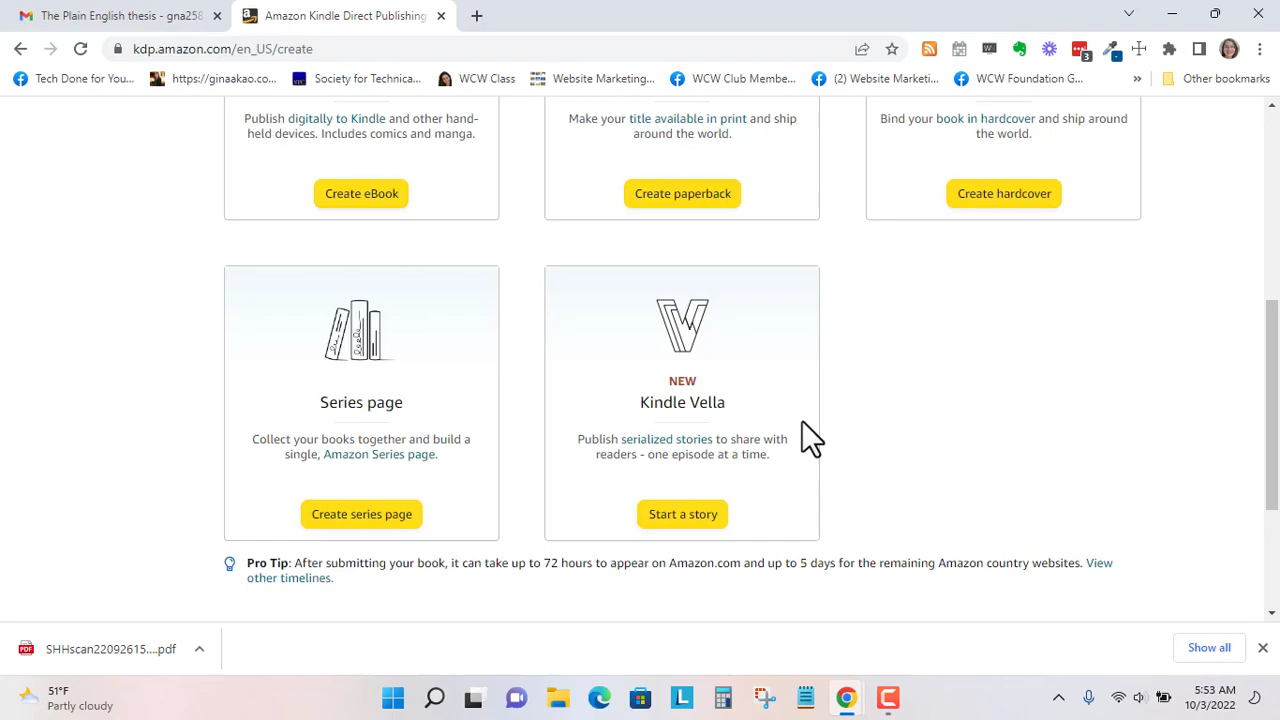 The Plain English thesis - gna258
Amazon Kindle Direct Publishing
kdp.amazon.com/en_US/create
3
Tech Done for You...
https://ginaakao.co...
Society for Technica...
WCW Class
Website Marketing...
WCW Club Membe...
(2) Website Marketi...
WCW Foundation G...
»
Other bookmarks
Publish digitally to Kindle and other hand-
held devices. Includes comics and manga.
Create eBook
Make your title available in print and ship
around the world.
Create paperback
Bind your book in hardcover and ship around
the world.
Create hardcover
Series page
Collect your books together and build a
single, Amazon Series page.
Create series page
NEW
Kindle Vella
Publish serialized stories to share with
readers - one episode at a time.
Start a story
Pro Tip: After submitting your book, it can take up to 72 hours to appear on Amazon.com and up to 5 days for the remaining Amazon country websites. View
other timelines.
PDF
SHHscan22092615....pdf
Show all
51°F
Partly cloudy
L
5:53 AM
10/3/2022